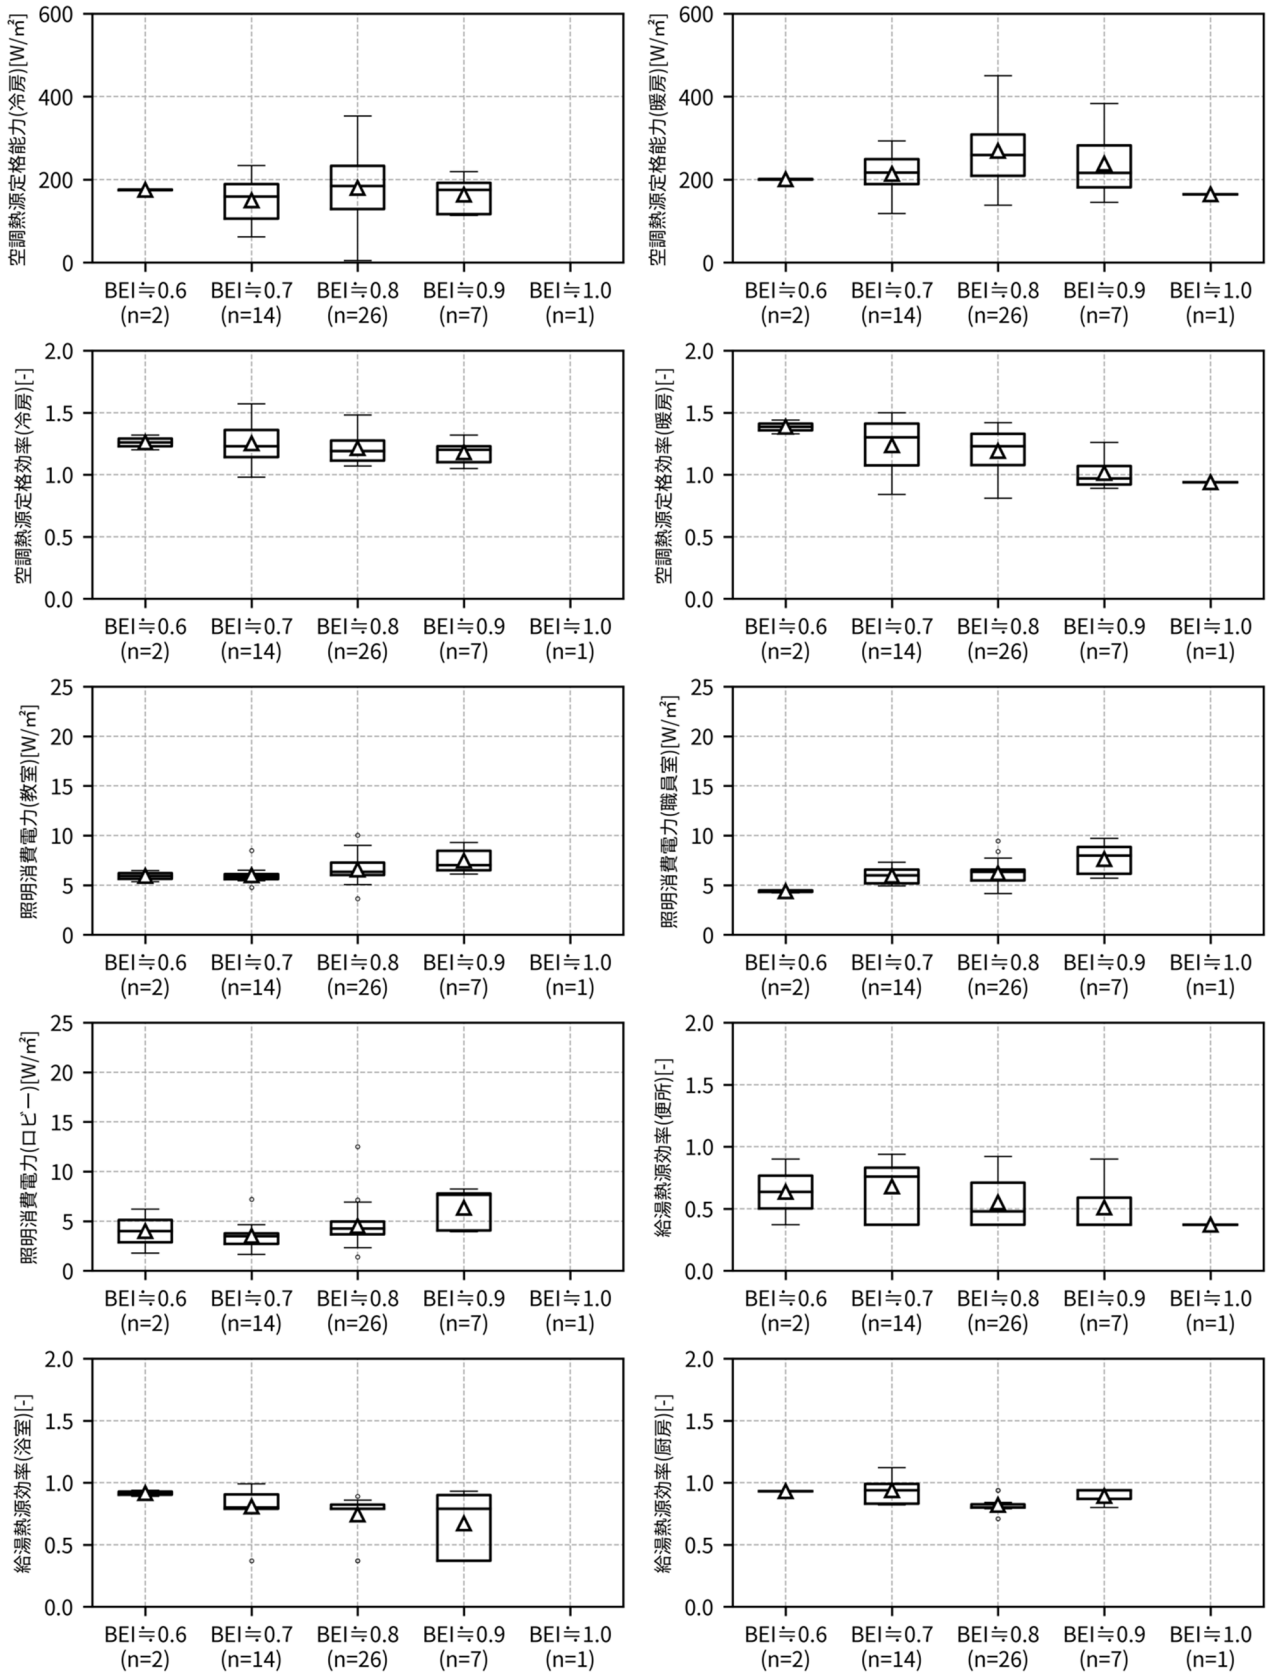 空調熱源定格能力(冷房)[W/㎡]
600
400
200
0
BEI≒0.6 BEI≒0.7 BEI≒0.8 BEI≒0.9 BEI≒1.0
(n=2) (n=14) (n=26) (n=7) (n=1)
空調熱源定格能力(暖房)[W/㎡]
600
400
200
0
BEI≒0.6 BEI≒0.7 BEI≒0.8 BEI≒0.9 BEI≒1.0
(n=2) (n=14) (n=26) (n=7) (n=1)
空調熱源定格効率(冷房)[-]
2.0
1.5
1.0
0.5
0.0
BEI≒0.6 BEI≒0.7 BEI≒0.8 BEI≒0.9 BEI≒1.0
(n=2) (n=14) (n=26) (n=7) (n=1)
空調熱源定格効率(暖房)[-]
2.0
1.5
1.0
0.5
0.0
BEI≒0.6 BEI≒0.7 BEI≒0.8 BEI≒0.9 BEI≒1.0
(n=2) (n=14) (n=26) (n=7) (n=1)
照明消費電力(教室)[W/㎡]
25
20
15
10
5
0
BEI≒0.6 BEI≒0.7 BEI≒0.8 BEI≒0.9 BEI≒1.0
(n=2) (n=14) (n=26) (n=7) (n=1)
照明消費電力(職員室)[W/㎡]
25
20
15
10
5
0
BEI≒0.6 BEI≒0.7 BEI≒0.8 BEI≒0.9 BEI≒1.0
(n=2) (n=14) (n=26) (n=7) (n=1)
照明消費電力(ロビー)[W/㎡]
25
20
15
10
5
0
BEI≒0.6 BEI≒0.7 BEI≒0.8 BEI≒0.9 BEI≒1.0
(n=2) (n=14) (n=26) (n=7) (n=1)
給湯熱源効率(便所)[-]
2.0
1.5
1.0
0.5
0.0
BEI≒0.6 BEI≒0.7 BEI≒0.8 BEI≒0.9 BEI≒1.0
(n=2) (n=14) (n=26) (n=7) (n=1)
給湯熱源効率(浴室)[-]
2.0
1.5
1.0
0.5
0.0
BEI≒0.6 BEI≒0.7 BEI≒0.8 BEI≒0.9 BEI≒1.0
(n=2) (n=14) (n=26) (n=7) (n=1)
給湯熱源効率(厨房)[-]
2.0
1.5
1.0
0.5
0.0
BEI≒0.6 BEI≒0.7 BEI≒0.8 BEI≒0.9 BEI≒1.0
(n=2) (n=14) (n=26) (n=7) (n=1)